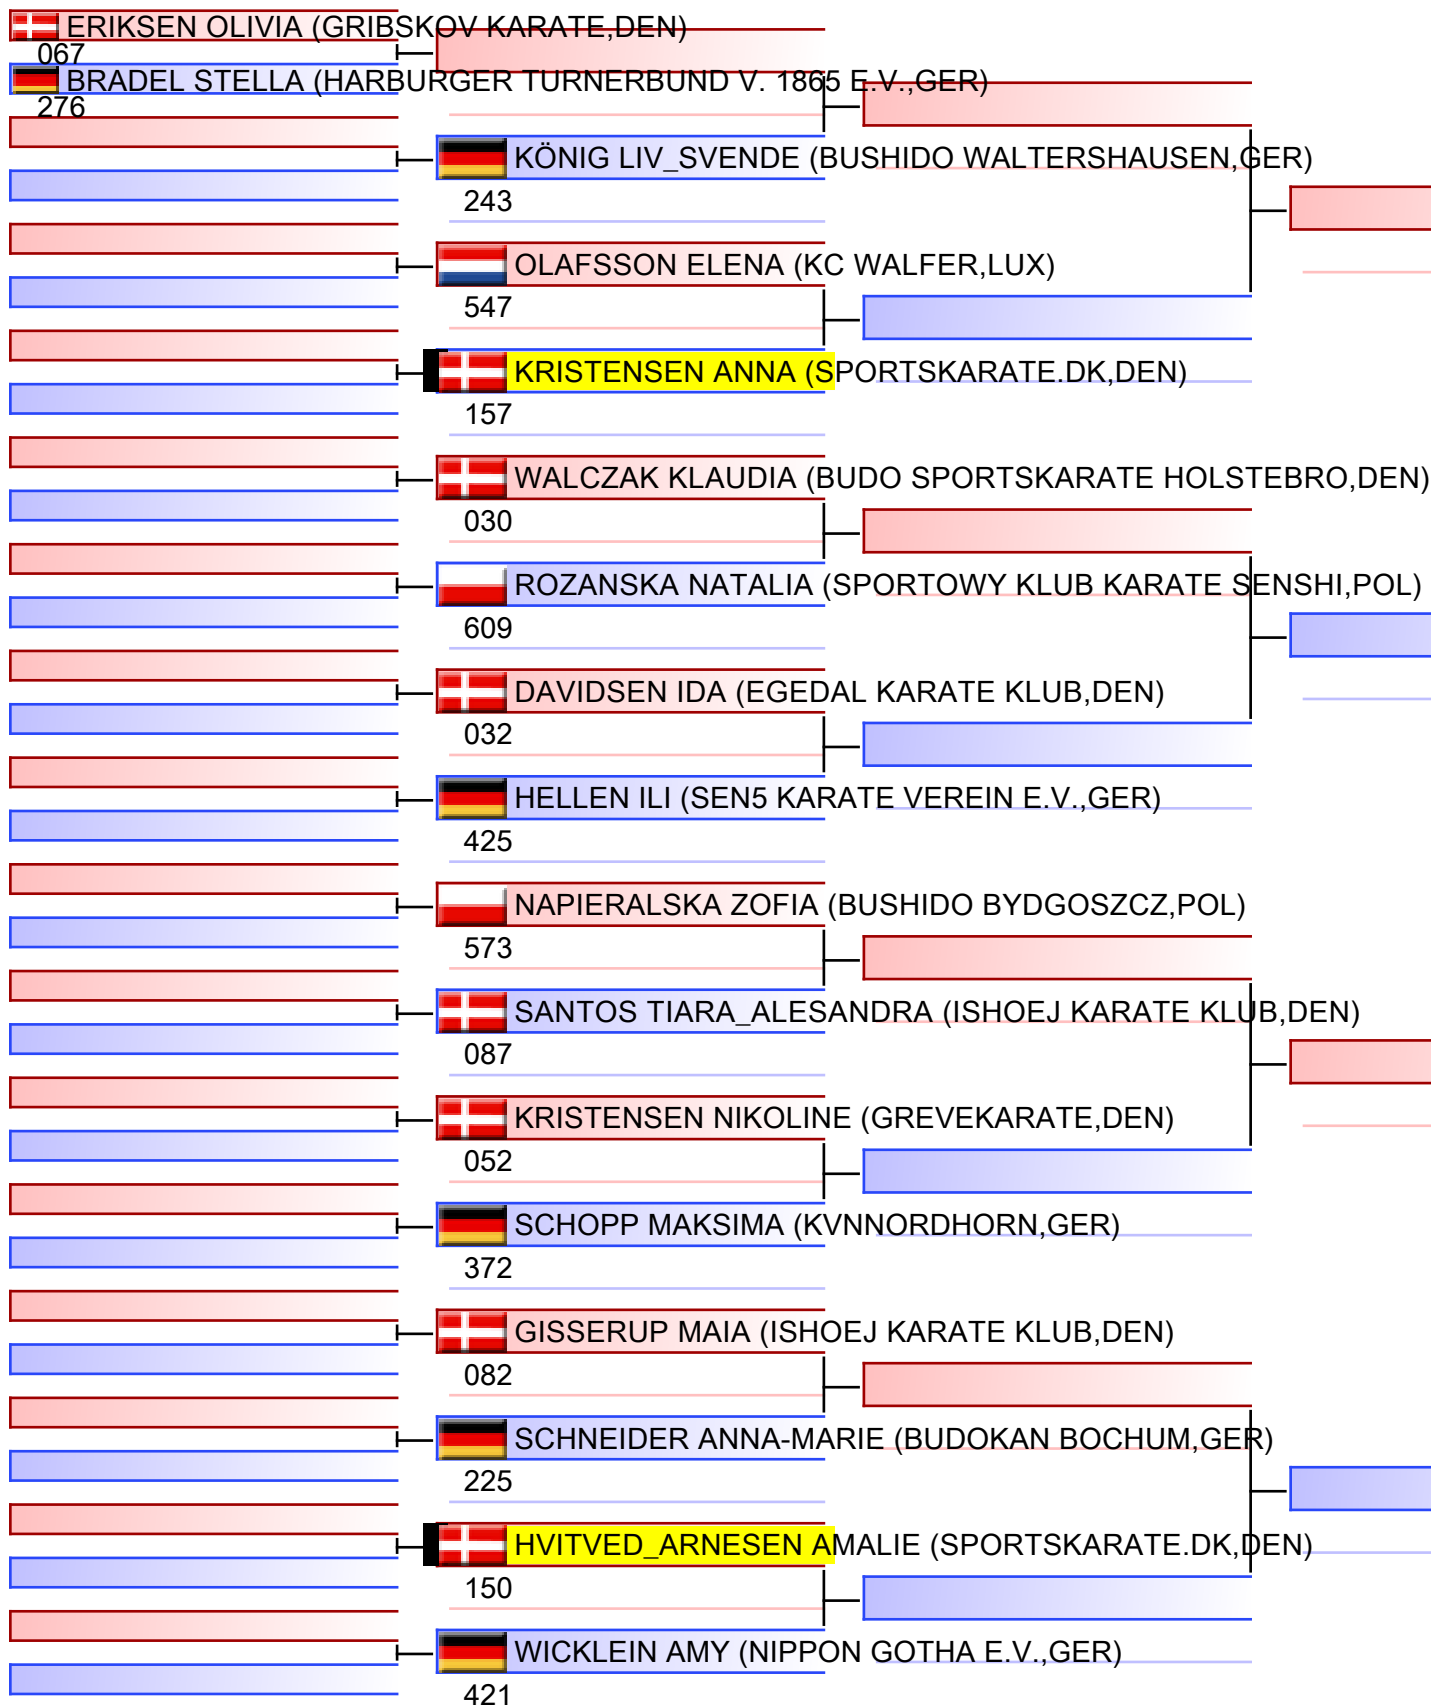 ERIKSEN OLIVIA (GRIBSKOV KARATE,DEN)
067
BRADEL STELLA (HARBURGER TURNERBUND V. 1865 E.V.,GER)
276
KÖNIG LIV_SVENDE (BUSHIDO WALTERSHAUSEN,GER)
243
OLAFSSON ELENA (KC WALFER,LUX)
547
KRISTENSEN ANNA (SPORTSKARATE.DK,DEN)
157
WALCZAK KLAUDIA (BUDO SPORTSKARATE HOLSTEBRO,DEN)
030
ROZANSKA NATALIA (SPORTOWY KLUB KARATE SENSHI,POL)
609
DAVIDSEN IDA (EGEDAL KARATE KLUB,DEN)
032
HELLEN ILI (SEN5 KARATE VEREIN E.V.,GER)
425
NAPIERALSKA ZOFIA (BUSHIDO BYDGOSZCZ,POL)
573
SANTOS TIARA_ALESANDRA (ISHOEJ KARATE KLUB,DEN)
087
KRISTENSEN NIKOLINE (GREVEKARATE,DEN)
052
SCHOPP MAKSIMA (KVNNORDHORN,GER)
372
GISSERUP MAIA (ISHOEJ KARATE KLUB,DEN)
082
SCHNEIDER ANNA-MARIE (BUDOKAN BOCHUM,GER)
225
HVITVED_ARNESEN AMALIE (SPORTSKARATE.DK,DEN)
150
WICKLEIN AMY (NIPPON GOTHA E.V.,GER)
421